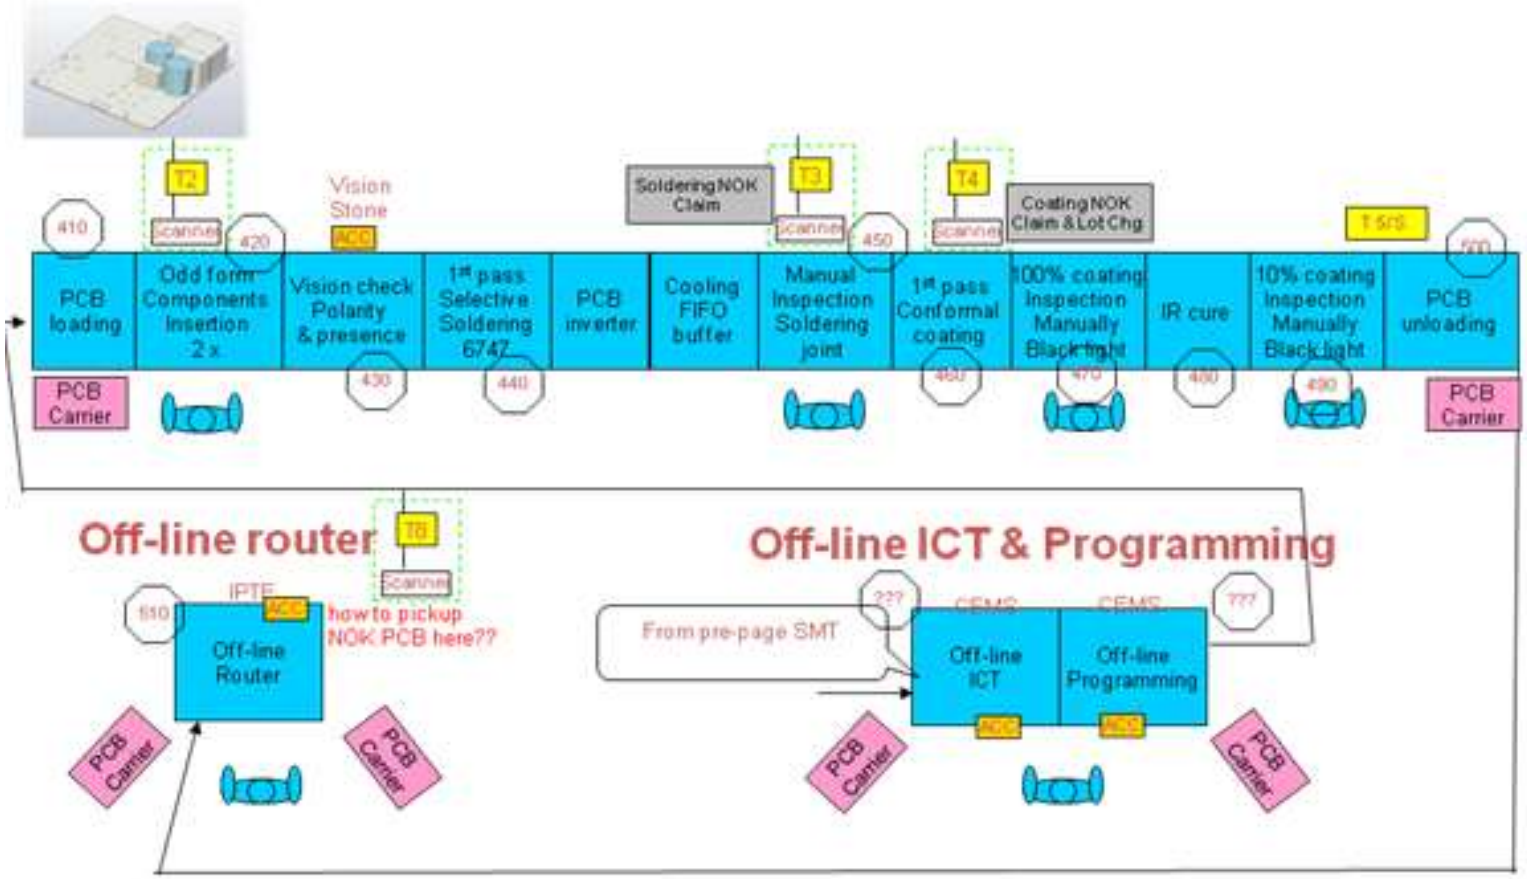 T2
Vision
Stone
ACC
Scanner
410
420
Soldering NOK
Claim
T3
Scanner
450
T4
Scanner
Coating NOK
Claim & Lot Chg
T 5/S
500
PCB
loading
Odd form
Components
Insertion
2 x
Vision check
Polarity
& presence
1st pass
Selective
Soldering
6747
PCB
inverter
Cooling
FIFO
buffer
Manual
Inspection
Soldering
joint
1st pass
Conformal
coating
100% coating
Inspection
Manually
Black light
IR cure
10% coating
Inspection
Manually
Black light
PCB
unloading
430
440
460
470
480
490
PCB
Carrier
PCB
Carrier
Off-line router
Scanner
510
IPTE
ACC
how to pickup
NOK PCB here??
Off-line
Router
PCB
Carrier
PCB
Carrier
Off-line ICT & Programming
???
CEMS
CEMS
???
From pre-page SMT
Off-line
ICT
Off-line
Programming
ACC
ACC
PCB
Carrier
PCB
Carrier